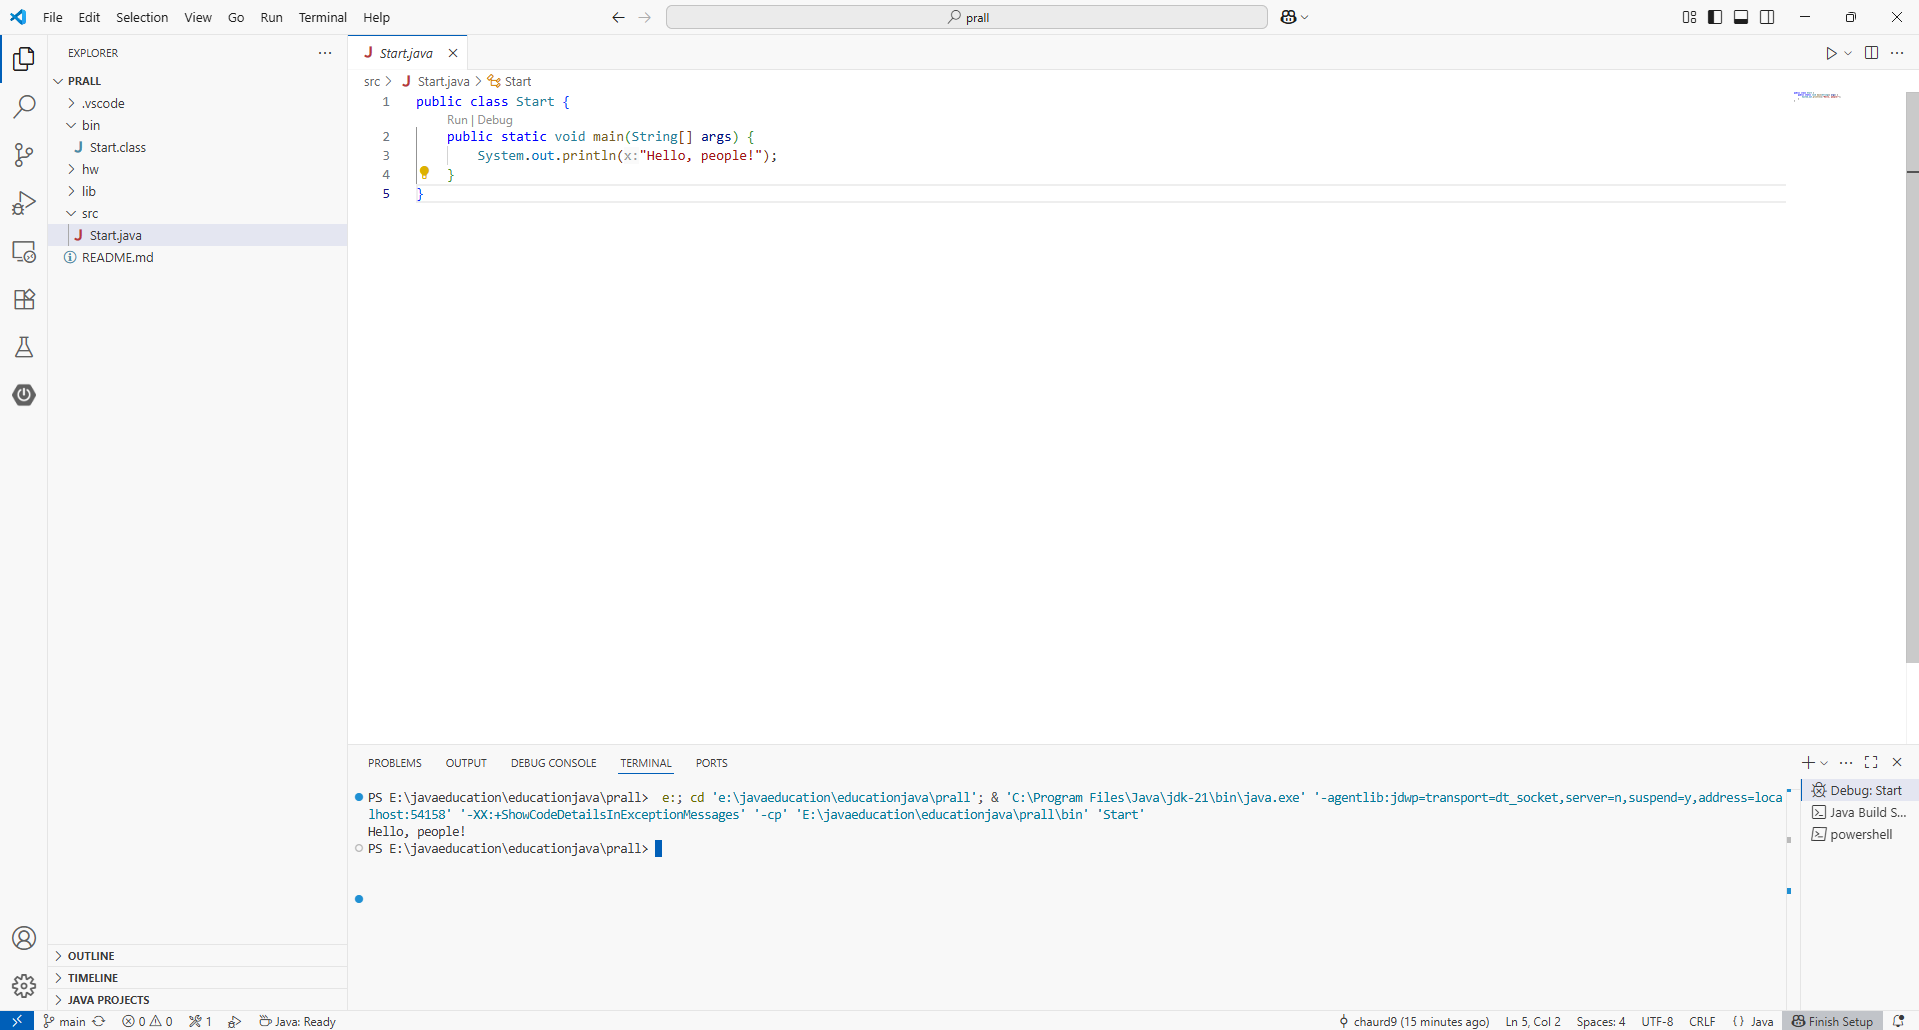 File Edit Selection View Go Run Terminal Help
prall
EXPLORER
PRALL
.vscode
bin
Start.class
hw
lib
src
Start.java
README.md
OUTLINE
TIMELINE
JAVA PROJECTS
Start.java
src > Start.java > Start
1 public class Start {
Run | Debug
2 public static void main(String[] args) {
3 System.out.println(x:"Hello, people!");
4 }
5 }
PROBLEMS OUTPUT DEBUG CONSOLE TERMINAL PORTS
PS E:\javaeducation\educationjava\prall>  e:; cd 'e:\javaeducation\educationjava\prall'; & 'C:\Program Files\Java\jdk-21\bin\java.exe' '-agentlib:jdwp=transport=dt_socket,server=n,suspend=y,address=loca
lhost:54158' '-XX:+ShowCodeDetailsInExceptionMessages' '-cp' 'E:\javaeducation\educationjava\prall\bin' 'Start'
Hello, people!
PS E:\javaeducation\educationjava\prall>
Debug: Start
Java Build S...
powershell
main 0 0 1 Java: Ready chaurd9 (15 minutes ago) Ln 5, Col 2 Spaces: 4 UTF-8 CRLF { } Java Finish Setup